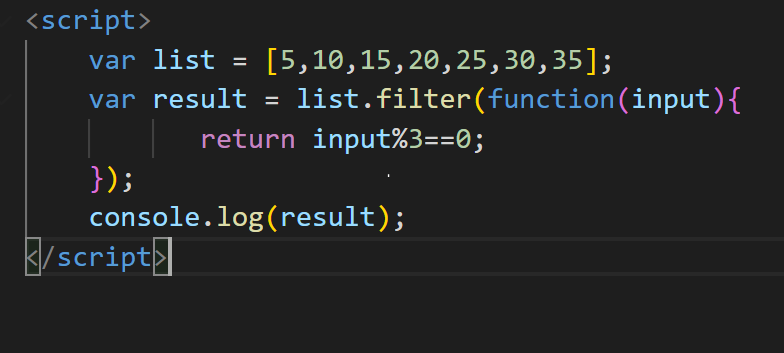 <script>
var list = [5,10,15,20,25,30,35];
var result = list.filter(function(input){
return input%3==0;
});
console.log(result);
</script>